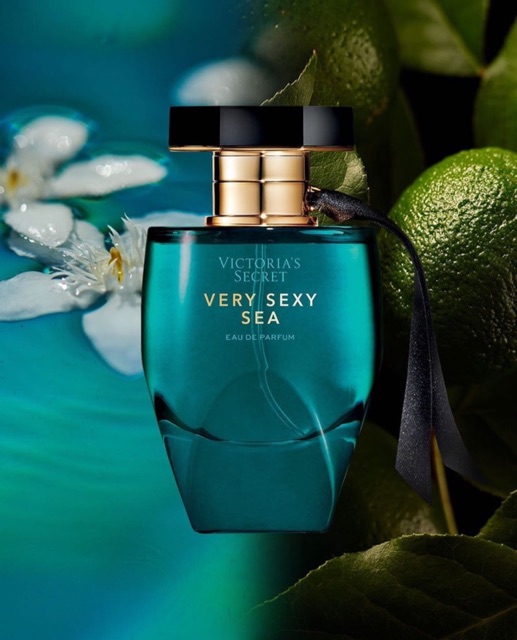 VICTORIA'S
SECRET
VERY SEXY
SEA
EAU DE PARFUM